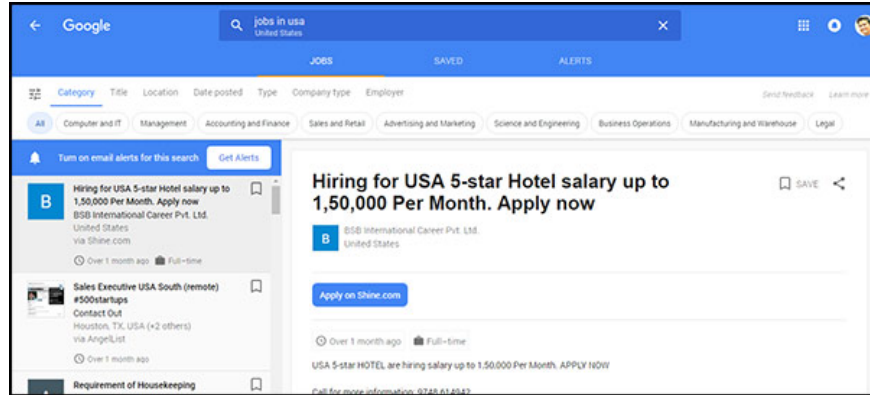 Google
jobs in usa
United States
JOBS SAVED ALERTS
Category Title Location Date posted Type Company type Employer
Send feedback Learn more
All Computer and IT Management Accounting and Finance Sales and Retail Advertising and Marketing Science and Engineering Business Operations Manufacturing and Warehouse Legal
Turn on email alerts for this search Get Alerts
B
Hiring for USA 5-star Hotel salary up to
1,50,000 Per Month. Apply now
BSB International Career Pvt. Ltd.
United States
via Shine.com
Over 1 month ago Full–time
Sales Executive USA South (remote)
#500startups
Contact Out
Houston, TX, USA (+2 others)
via AngelList
Over 1 month ago
Requirement of Housekeeping
Hiring for USA 5-star Hotel salary up to
1,50,000 Per Month. Apply now
SAVE
B
BSB International Career Pvt. Ltd.
United States
Apply on Shine.com
Over 1 month ago Full–time
USA 5-star HOTEL are hiring salary up to 1.50.000 Per Month. APPLY NOW
Call for more information: 9748 614942